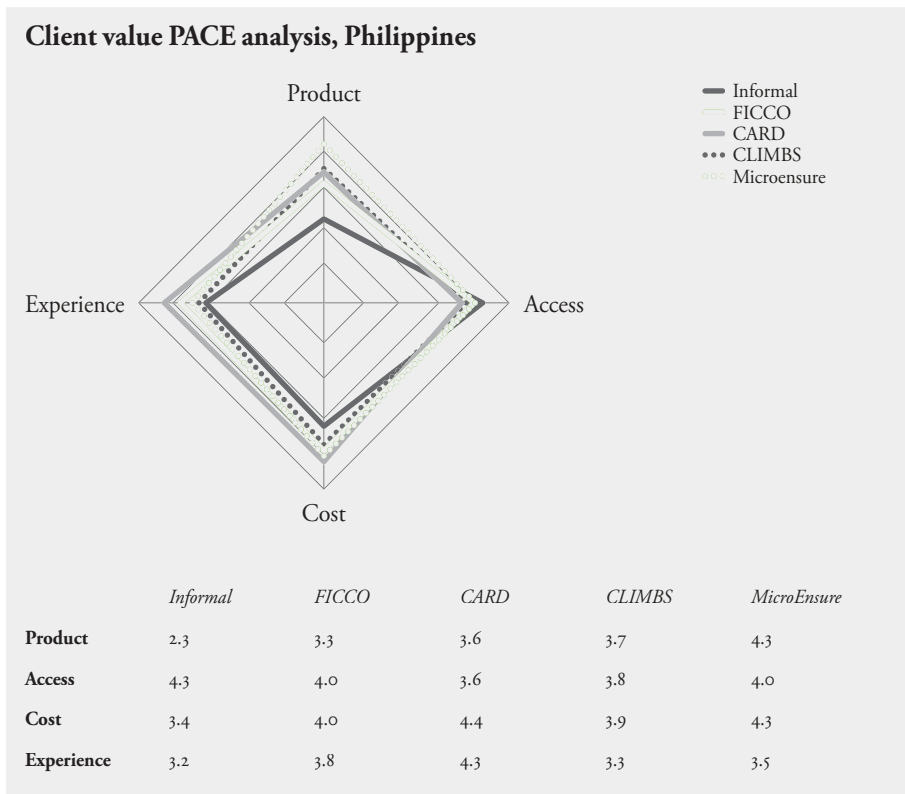 Client value PACE analysis, Philippines
Product
Informal
FICCO
CARD
CLIMBS
Microensure
Experience
Access
Cost
Informal FICCO CARD CLIMBS MicroEnsure
Product 2.3 3.3 3.6 3.7 4.3
Access 4.3 4.0 3.6 3.8 4.0
Cost 3.4 4.0 4.4 3.9 4.3
Experience 3.2 3.8 4.3 3.3 3.5